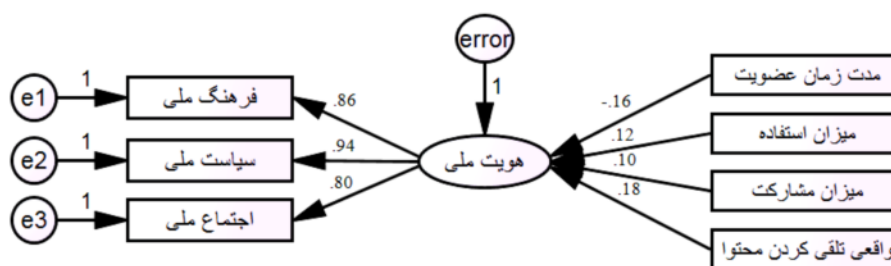 error
1
مدت زمان عضویت
-.16
e1
1
فرهنگ ملی
.86
میزان استفاده
.12
e2
1
سیاست ملی
.94
هویت ملی
.10
میزان مشارکت
e3
1
اجتماع ملی
.80
.18
واقعی تلقی کردن محتوا